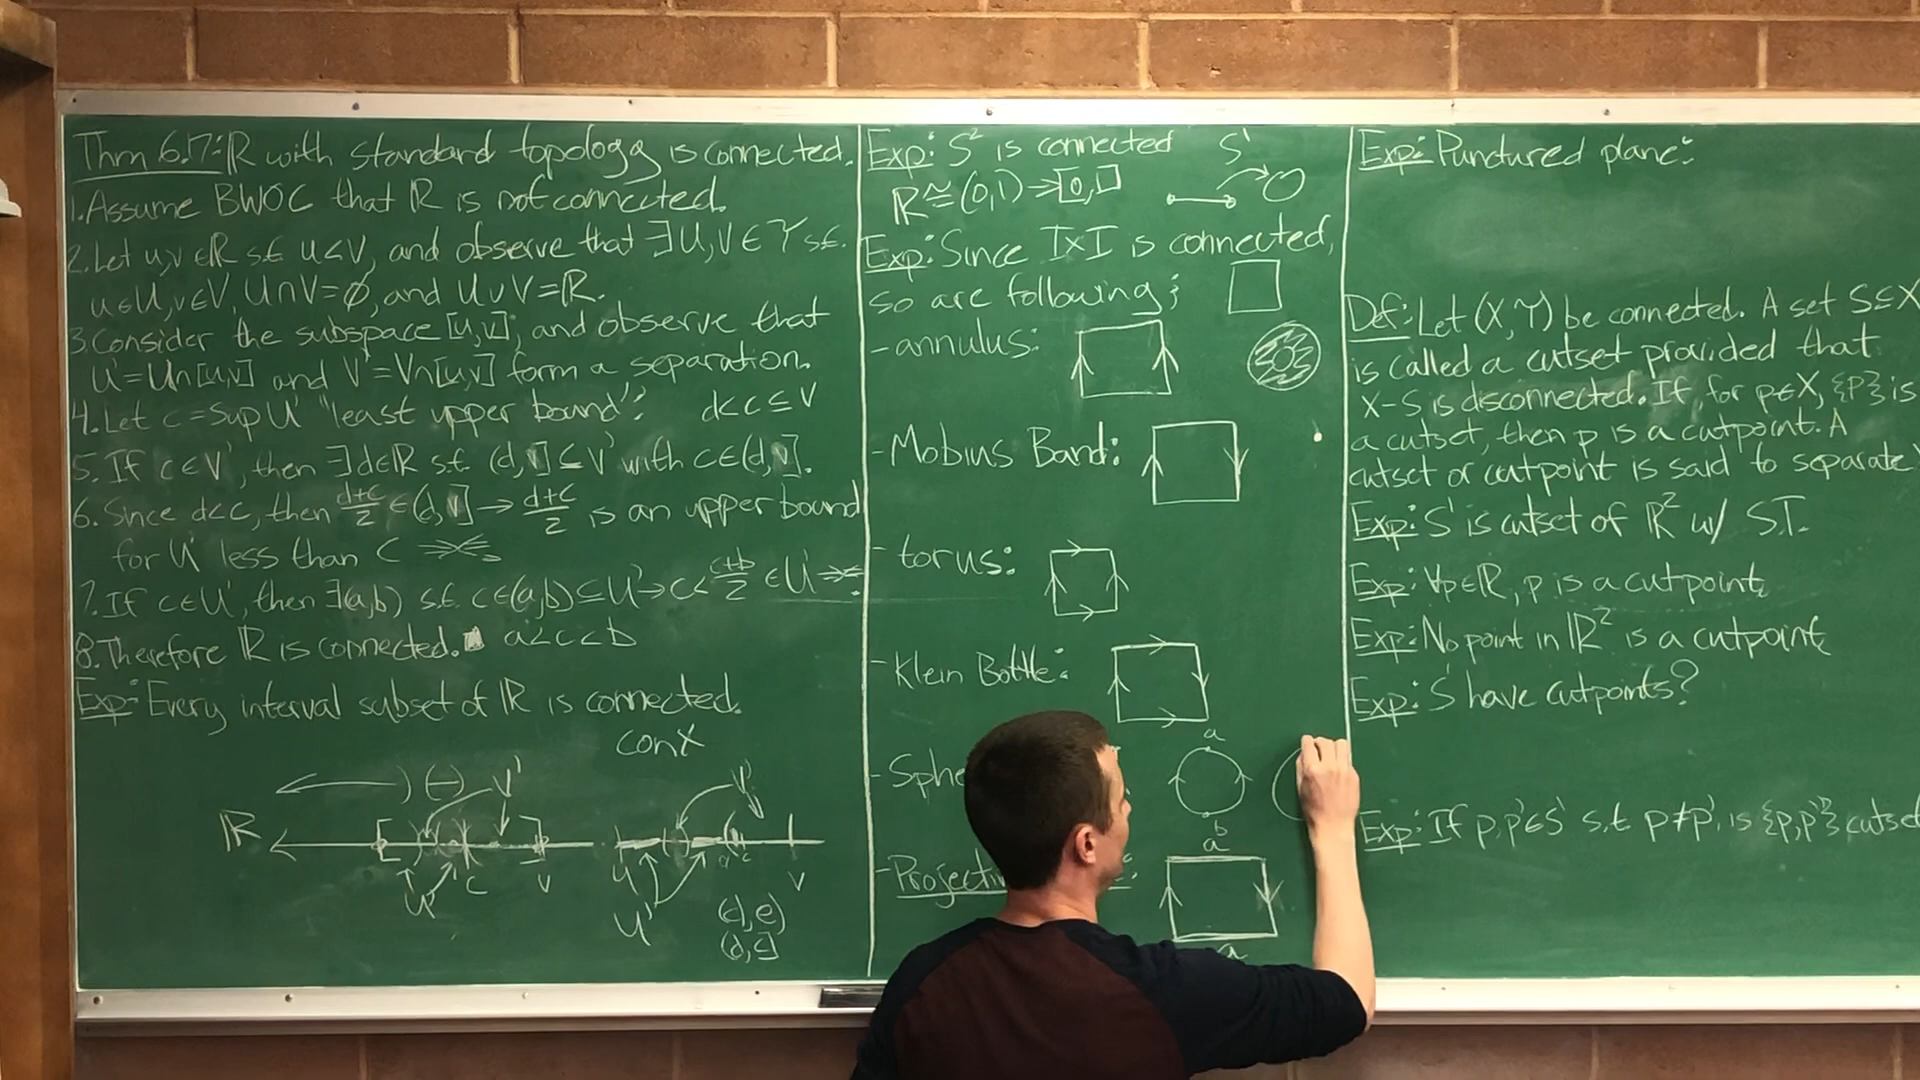 Thm 6.7: ℝ with standard topology is connected.
1. Assume BWOC that ℝ is not connected.
2. Let u,v ∈ ℝ s.t. u < v, and observe that ∃ U,V ∈ Υ s.t.
u ∈ U, v ∈ V, U ∩ V = ∅, and U ∪ V = ℝ.
3. Consider the subspace [u,v], and observe that
U' = U ∩ [u,v] and V' = V ∩ [u,v] form a separation.
4. Let c = sup U' "least upper bound": d < c ≤ v
5. If c ∈ V', then ∃ d ∈ ℝ s.t. (d,v] ⊆ V' with c ∈ (d,v].
6. Since d < c, then (d+c)/2 ∈ (d,v] → (d+c)/2 is an upper bound
for U' less than c ⇒⇐.
7. If c ∈ U', then ∃ (a,b) s.t. c ∈ (a,b) ⊆ U' → c < (c+b)/2 ∈ U' ⇒⇐.
8. Therefore ℝ is connected. ■ a < c < b
Exp: Every interval subset of ℝ is connected.
conX
) (–) V'
V'
ℝ [ ) ( ) ( ]
U' c v
u U' v
(d,e)
(d,c]
Exp: S² is connected S¹
ℝ ≅ (0,1) → [0,1]
Exp: Since I×I is connected,
so are following:
- annulus:
- Mobius Band:
- torus:
- Klein Bottle:
- Sphe
a
b
- Projecti
a
a
Exp: Punctured plane:
Def: Let (X,Υ) be connected. A set S ⊆ X
is called a cutset provided that
X-S is disconnected. If for p ∈ X, {p} is
a cutset, then p is a cutpoint. A
cutset or cutpoint is said to separate
Exp: S¹ is cutset of ℝ² w/ S.T.
Exp: ∀p ∈ ℝ, p is a cutpoint
Exp: No point in ℝ² is a cutpoint
Exp: S¹ have cutpoints?
Exp: If p,p' ∈ S¹ s.t p ≠ p', is {p,p'} cutset